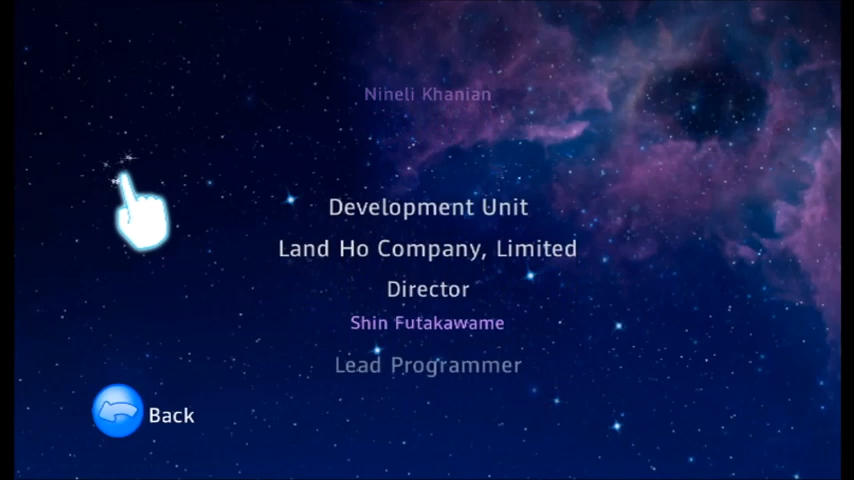 Nineli Khanian
Development Unit
Land Ho Company, Limited
Director
Shin Futakawame
Lead Programmer
Back